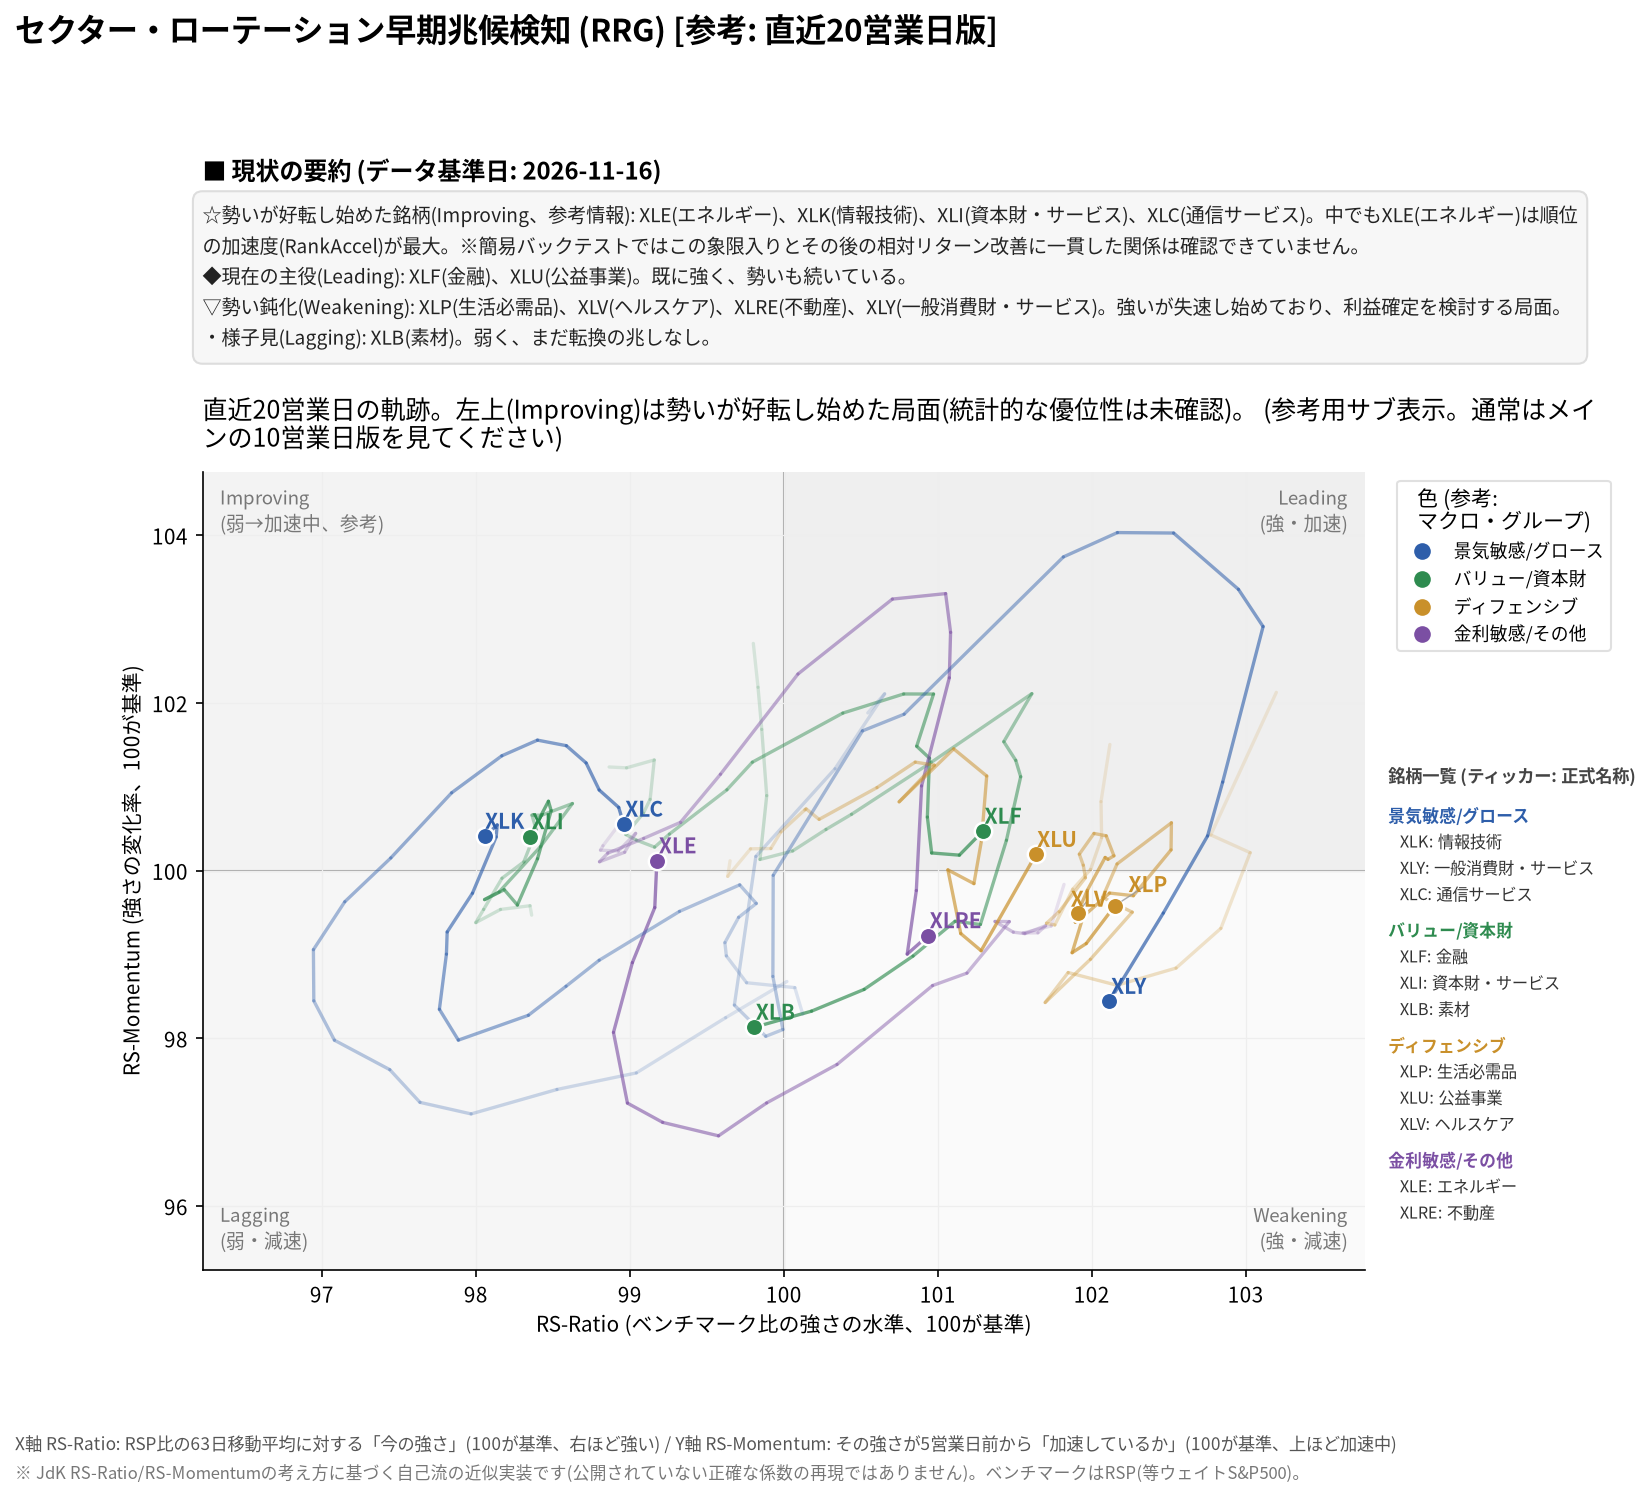 セクター・ローテーション早期兆候検知 (RRG) [参考: 直近20営業日版]
■ 現状の要約 (データ基準日: 2026-11-16)
☆勢いが好転し始めた銘柄(Improving、参考情報): XLE(エネルギー)、XLK(情報技術)、XLI(資本財・サービス)、XLC(通信サービス)。中でもXLE(エネルギー)は順位
の加速度(RankAccel)が最大。※簡易バックテストではこの象限入りとその後の相対リターン改善に一貫した関係は確認できていません。
◆現在の主役(Leading): XLF(金融)、XLU(公益事業)。既に強く、勢いも続いている。
▽勢い鈍化(Weakening): XLP(生活必需品)、XLV(ヘルスケア)、XLRE(不動産)、XLY(一般消費財・サービス)。強いが失速し始めており、利益確定を検討する局面。
・様子見(Lagging): XLB(素材)。弱く、まだ転換の兆しなし。
直近20営業日の軌跡。左上(Improving)は勢いが好転し始めた局面(統計的な優位性は未確認)。 (参考用サブ表示。通常はメイ
ンの10営業日版を見てください)
Improving
(弱→加速中、参考)
Leading
(強・加速)
Lagging
(弱・減速)
Weakening
(強・減速)
XLK
XLI
XLC
XLE
XLF
XLU
XLP
XLV
XLRE
XLY
XLB
104
102
100
98
96
RS-Momentum (強さの変化率、100が基準)
97
98
99
100
101
102
103
RS-Ratio (ベンチマーク比の強さの水準、100が基準)
色 (参考:
マクロ・グループ)
景気敏感/グロース
バリュー/資本財
ディフェンシブ
金利敏感/その他
銘柄一覧 (ティッカー: 正式名称)
景気敏感/グロース
XLK: 情報技術
XLY: 一般消費財・サービス
XLC: 通信サービス
バリュー/資本財
XLF: 金融
XLI: 資本財・サービス
XLB: 素材
ディフェンシブ
XLP: 生活必需品
XLU: 公益事業
XLV: ヘルスケア
金利敏感/その他
XLE: エネルギー
XLRE: 不動産
X軸 RS-Ratio: RSP比の63日移動平均に対する「今の強さ」(100が基準、右ほど強い) / Y軸 RS-Momentum: その強さが5営業日前から「加速しているか」(100が基準、上ほど加速中)
※ JdK RS-Ratio/RS-Momentumの考え方に基づく自己流の近似実装です(公開されていない正確な係数の再現ではありません)。ベンチマークはRSP(等ウェイトS&P500)。